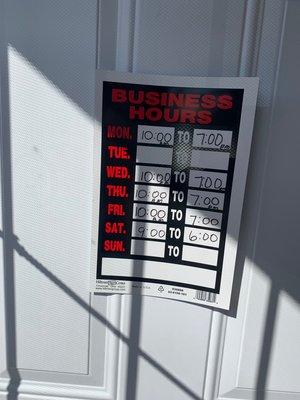 BUSINESS
HOURS
MON. 10:00 TO 7:00
TUE.
WED. 10:00 TO 7:00
THU. 10:00 TO 7:00
FRI. 10:00 TO 7:00
SAT. 9:00 TO 6:00
SUN. TO